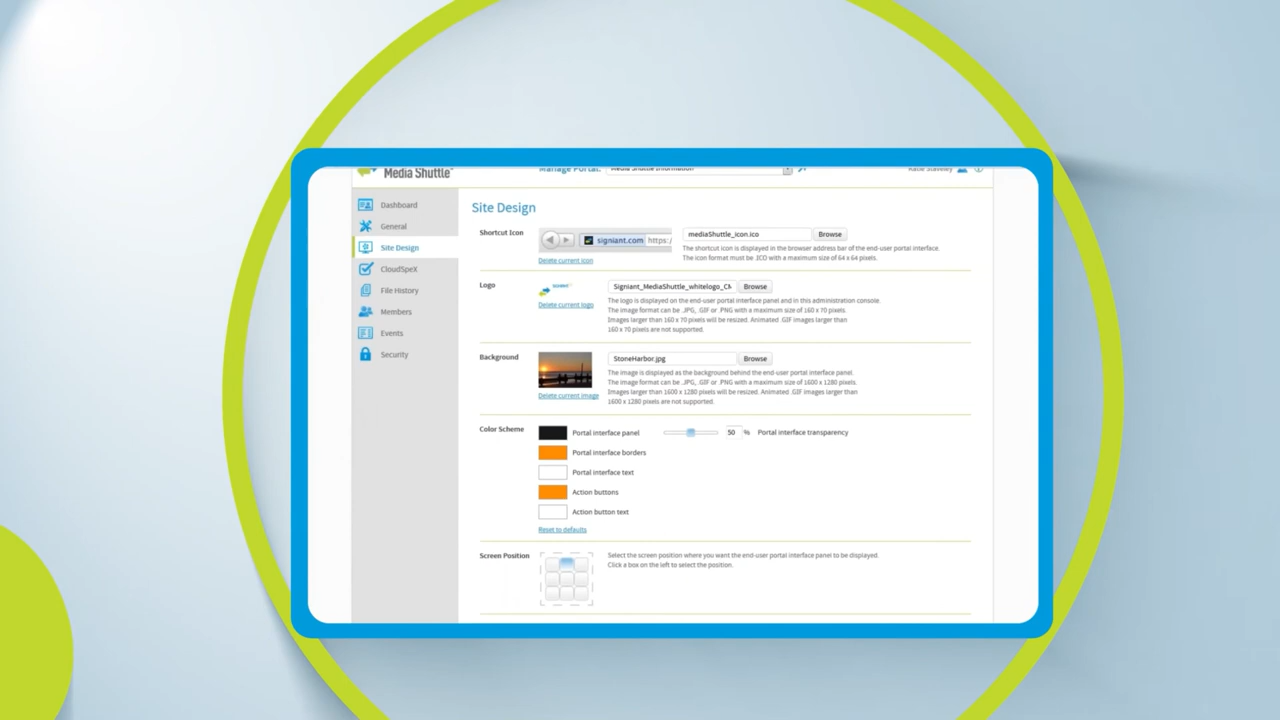 Media Shuttle
Manage Portal:
Media Shuttle Information
Dashboard
General
Site Design
CloudSpeX
File History
Members
Events
Security
Site Design
Shortcut Icon
signiant.com https:/
mediaShuttle_icon.ico
Browse
Delete current icon
The shortcut icon is displayed in the browser address bar of the end-user portal interface.
The icon format must be .ICO with a maximum size of 64 x 64 pixels.
Logo
Signiant_MediaShuttle_whitelogo_CM
Browse
Delete current logo
The logo is displayed on the end-user portal interface panel and in this administration console.
The image format can be .JPG, .GIF or .PNG with a maximum size of 160 x 70 pixels.
Images larger than 160 x 70 pixels will be resized. Animated .GIF images larger than
160 x 70 pixels are not supported.
Background
StoneHarbor.jpg
Browse
Delete current image
The image is displayed as the background behind the end-user portal interface panel.
The image format can be .JPG, .GIF or .PNG with a maximum size of 1600 x 1280 pixels.
Images larger than 1600 x 1280 pixels will be resized. Animated .GIF images larger than
1600 x 1280 pixels are not supported.
Color Scheme
Portal interface panel
50 % Portal interface transparency
Portal interface borders
Portal interface text
Action buttons
Action button text
Reset to defaults
Screen Position
Select the screen position where you want the end-user portal interface panel to be displayed.
Click a box on the left to select the position.